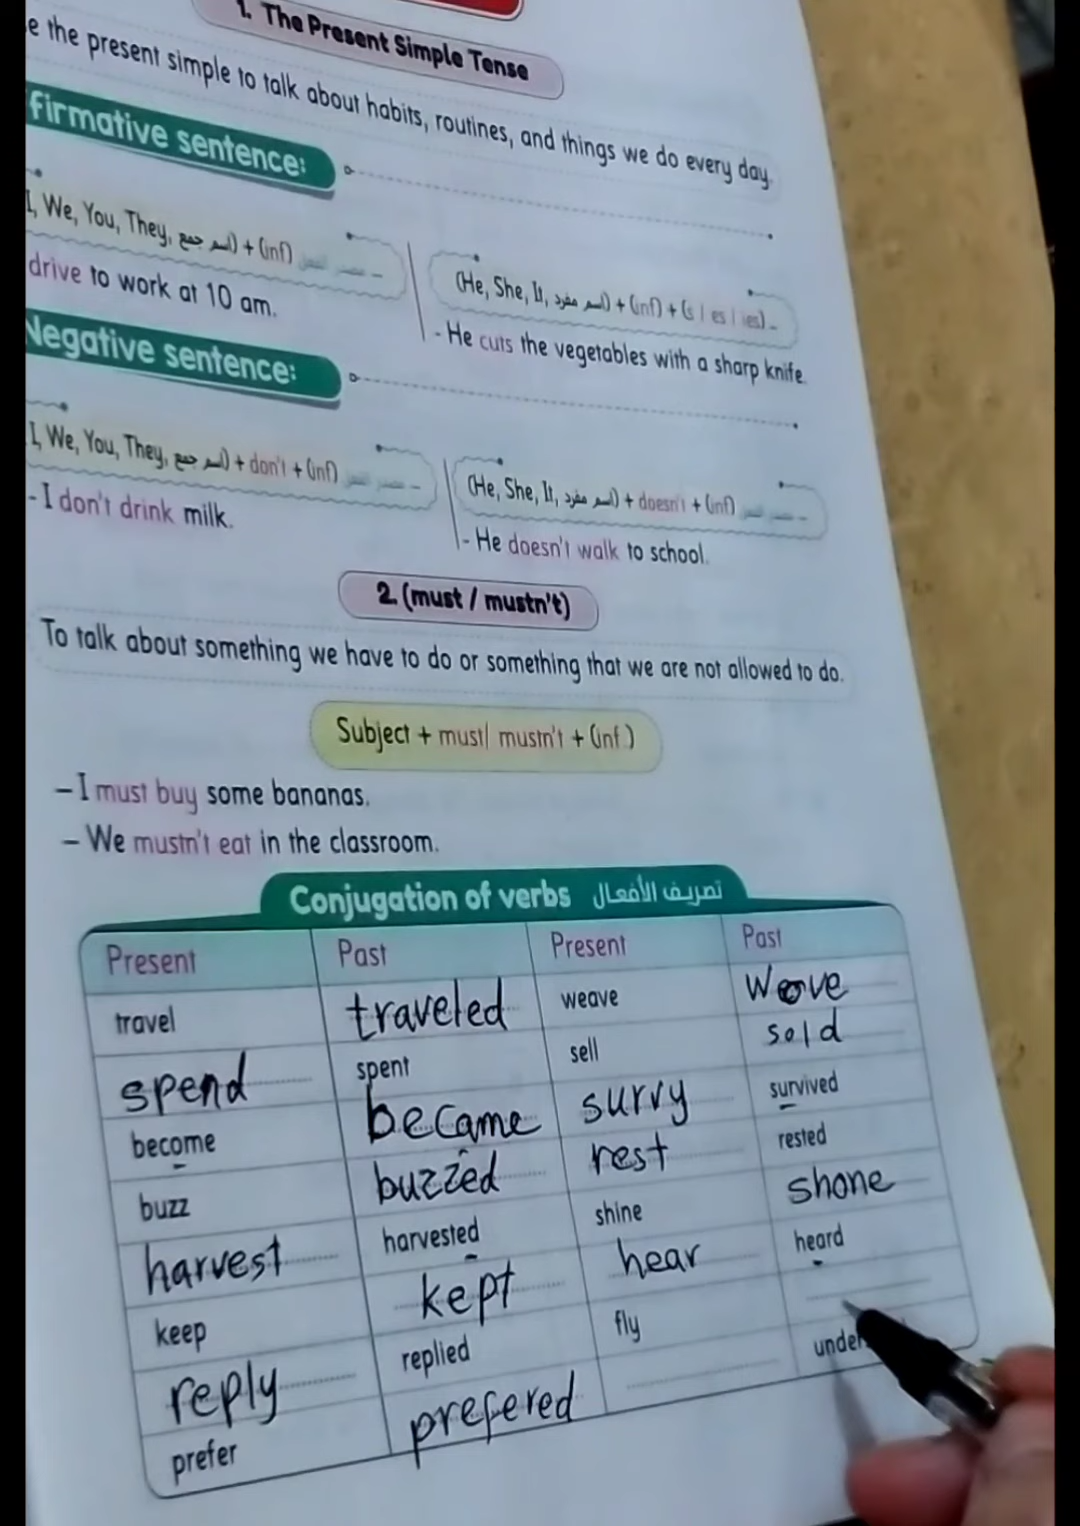 1. The Present Simple Tense
e the present simple to talk about habits, routines, and things we do every day.
firmative sentence:
I, We, You, They, اسم جمع) + (inf)
drive to work at 10 am.
(He, She, It, اسم مفرد) + (inf) + (s / es / ies)
- He cuts the vegetables with a sharp knife.
Negative sentence:
I, We, You, They, اسم جمع) + don't + (inf)
- I don't drink milk.
(He, She, It, اسم مفرد) + doesn't + (inf)
- He doesn't walk to school.
2. (must / mustn't)
To talk about something we have to do or something that we are not allowed to do.
Subject + must/ mustn't + (inf.)
– I must buy some bananas.
– We mustn't eat in the classroom.
Conjugation of verbs تصريف الأفعال
Present Past Present Past
travel traveled weave wove
spend spent sell sold
become became survy survived
buzz buzzed rest rested
harvest harvested shine shone
keep kept hear heard
reply replied fly
prefer prefered under